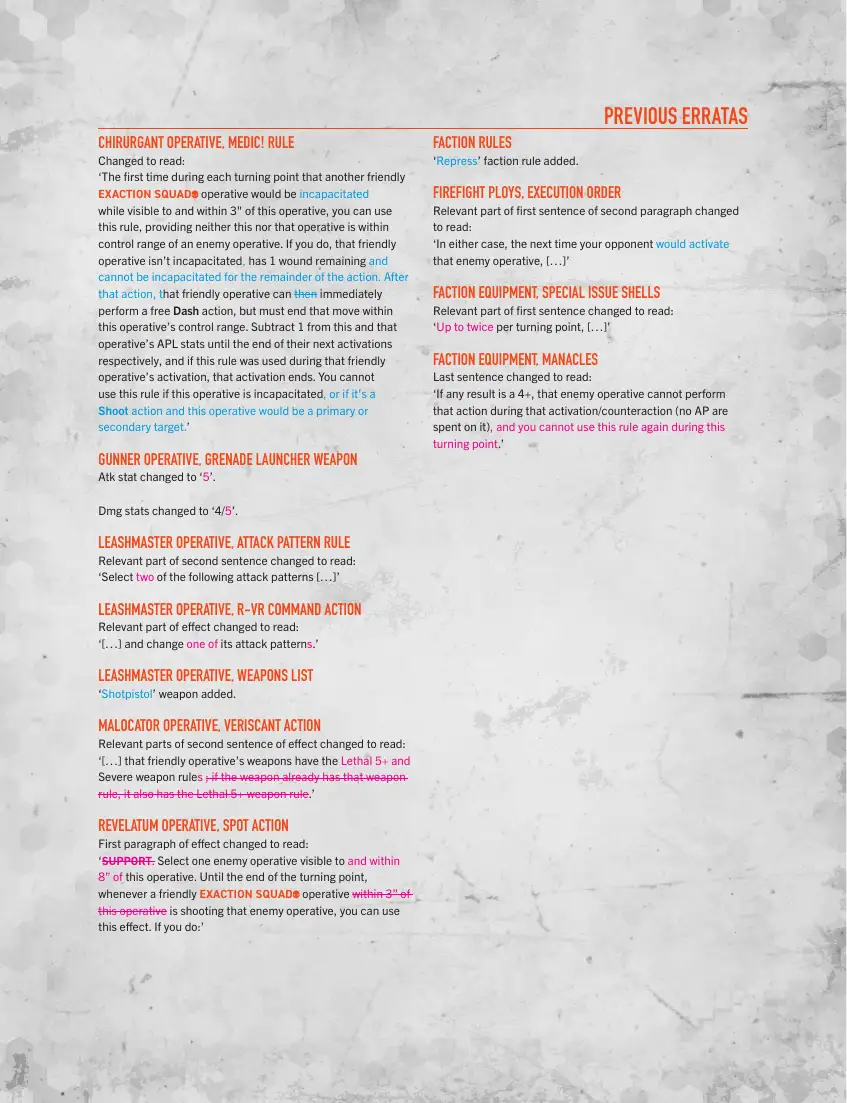 PREVIOUS ERRATAS
CHIRURGANT OPERATIVE, MEDIC! RULE
Changed to read:
‘The first time during each turning point that another friendly
EXACTION SQUAD operative would be incapacitated
while visible to and within 3" of this operative, you can use
this rule, providing neither this nor that operative is within
control range of an enemy operative. If you do, that friendly
operative isn’t incapacitated, has 1 wound remaining and
cannot be incapacitated for the remainder of the action. After
that action, that friendly operative can then immediately
perform a free Dash action, but must end that move within
this operative’s control range. Subtract 1 from this and that
operative’s APL stats until the end of their next activations
respectively, and if this rule was used during that friendly
operative’s activation, that activation ends. You cannot
use this rule if this operative is incapacitated, or if it’s a
Shoot action and this operative would be a primary or
secondary target.’
GUNNER OPERATIVE, GRENADE LAUNCHER WEAPON
Atk stat changed to ‘5’.
Dmg stats changed to ‘4/5’.
LEASHMASTER OPERATIVE, ATTACK PATTERN RULE
Relevant part of second sentence changed to read:
‘Select two of the following attack patterns […]’
LEASHMASTER OPERATIVE, R-VR COMMAND ACTION
Relevant part of effect changed to read:
‘[…] and change one of its attack patterns.’
LEASHMASTER OPERATIVE, WEAPONS LIST
‘Shotpistol’ weapon added.
MALOCATOR OPERATIVE, VERISCANT ACTION
Relevant parts of second sentence of effect changed to read:
‘[…] that friendly operative’s weapons have the Lethal 5+ and
Severe weapon rules ; if the weapon already has that weapon
rule, it also has the Lethal 5+ weapon rule.’
REVELATUM OPERATIVE, SPOT ACTION
First paragraph of effect changed to read:
‘SUPPORT. Select one enemy operative visible to and within
8" of this operative. Until the end of the turning point,
whenever a friendly EXACTION SQUAD operative within 3" of
this operative is shooting that enemy operative, you can use
this effect. If you do:’
FACTION RULES
‘Repress’ faction rule added.
FIREFIGHT PLOYS, EXECUTION ORDER
Relevant part of first sentence of second paragraph changed
to read:
‘In either case, the next time your opponent would activate
that enemy operative, […]’
FACTION EQUIPMENT, SPECIAL ISSUE SHELLS
Relevant part of first sentence changed to read:
‘Up to twice per turning point, […]’
FACTION EQUIPMENT, MANACLES
Last sentence changed to read:
‘If any result is a 4+, that enemy operative cannot perform
that action during that activation/counteraction (no AP are
spent on it), and you cannot use this rule again during this
turning point.’